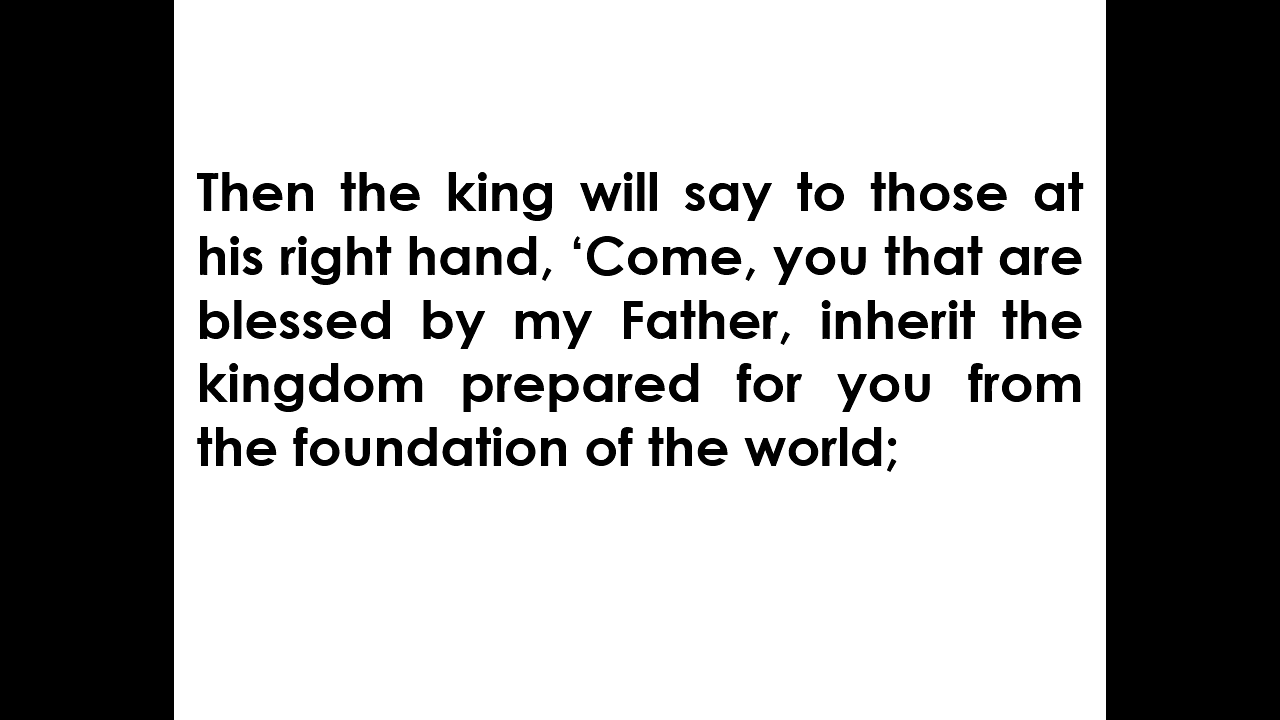 Then the king will say to those at
his right hand, ‘Come, you that are
blessed by my Father, inherit the
kingdom prepared for you from
the foundation of the world;